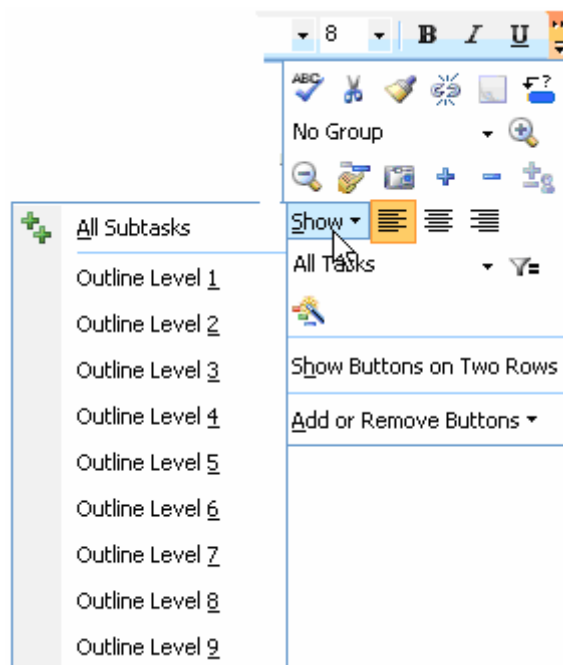 8 B I U
ABC
No Group
Show
All Tasks
Show Buttons on Two Rows
Add or Remove Buttons
All Subtasks
Outline Level 1
Outline Level 2
Outline Level 3
Outline Level 4
Outline Level 5
Outline Level 6
Outline Level 7
Outline Level 8
Outline Level 9